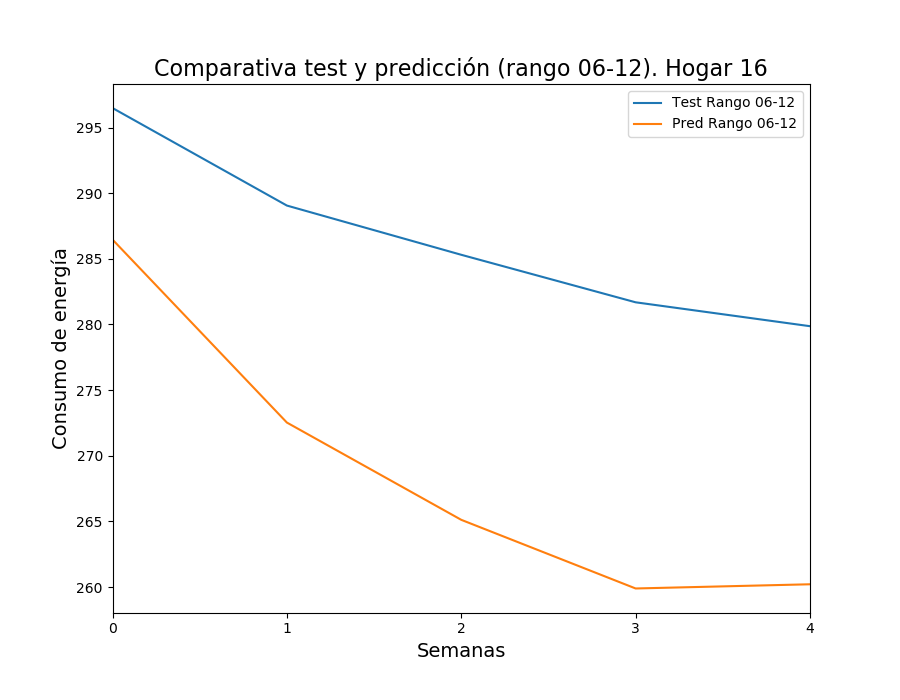 Comparativa test y predicción (rango 06-12). Hogar 16
Test Rango 06-12
Pred Rango 06-12
Consumo de energía
295
290
285
280
275
270
265
260
0 1 2 3 4
Semanas